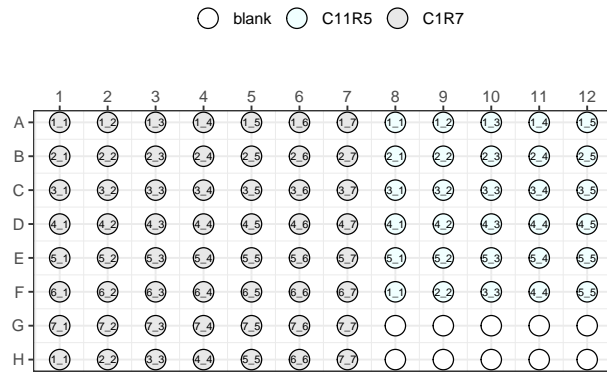 blank C11R5 C1R7
1 2 3 4 5 6 7 8 9 10 11 12
A 1_1 1_2 1_3 1_4 1_5 1_6 1_7 1_1 1_2 1_3 1_4 1_5
B 2_1 2_2 2_3 2_4 2_5 2_6 2_7 2_1 2_2 2_3 2_4 2_5
C 3_1 3_2 3_3 3_4 3_5 3_6 3_7 3_1 3_2 3_3 3_4 3_5
D 4_1 4_2 4_3 4_4 4_5 4_6 4_7 4_1 4_2 4_3 4_4 4_5
E 5_1 5_2 5_3 5_4 5_5 5_6 5_7 5_1 5_2 5_3 5_4 5_5
F 6_1 6_2 6_3 6_4 6_5 6_6 6_7 1_1 2_2 3_3 4_4 5_5
G 7_1 7_2 7_3 7_4 7_5 7_6 7_7
H 1_1 2_2 3_3 4_4 5_5 6_6 7_7